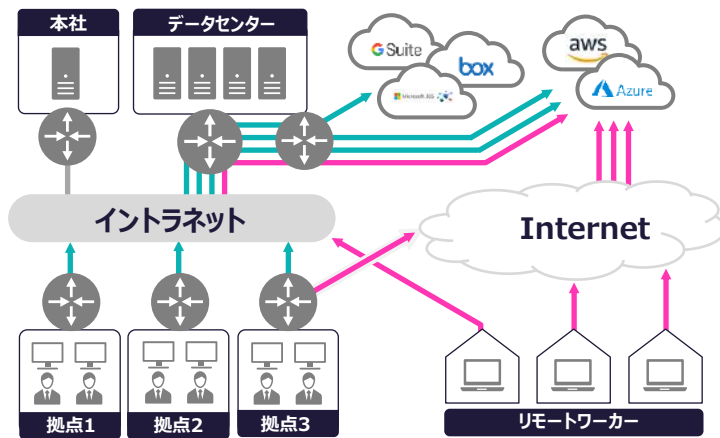 本社
データセンター
G Suite
box
Microsoft 365
aws
Azure
イントラネット
Internet
拠点1
拠点2
拠点3
リモートワーカー